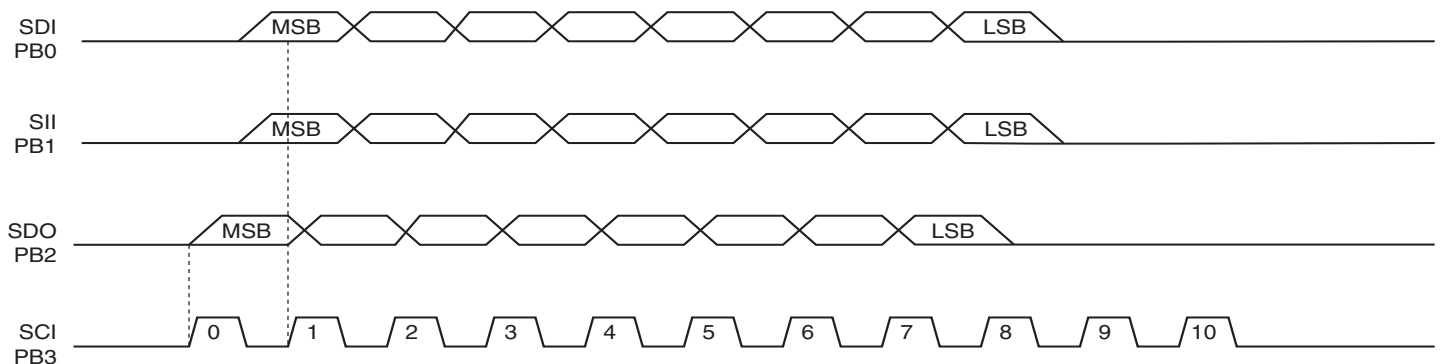 SDI
PB0
MSB LSB
SII
PB1
MSB LSB
SDO
PB2
MSB LSB
SCI
PB3
0 1 2 3 4 5 6 7 8 9 10